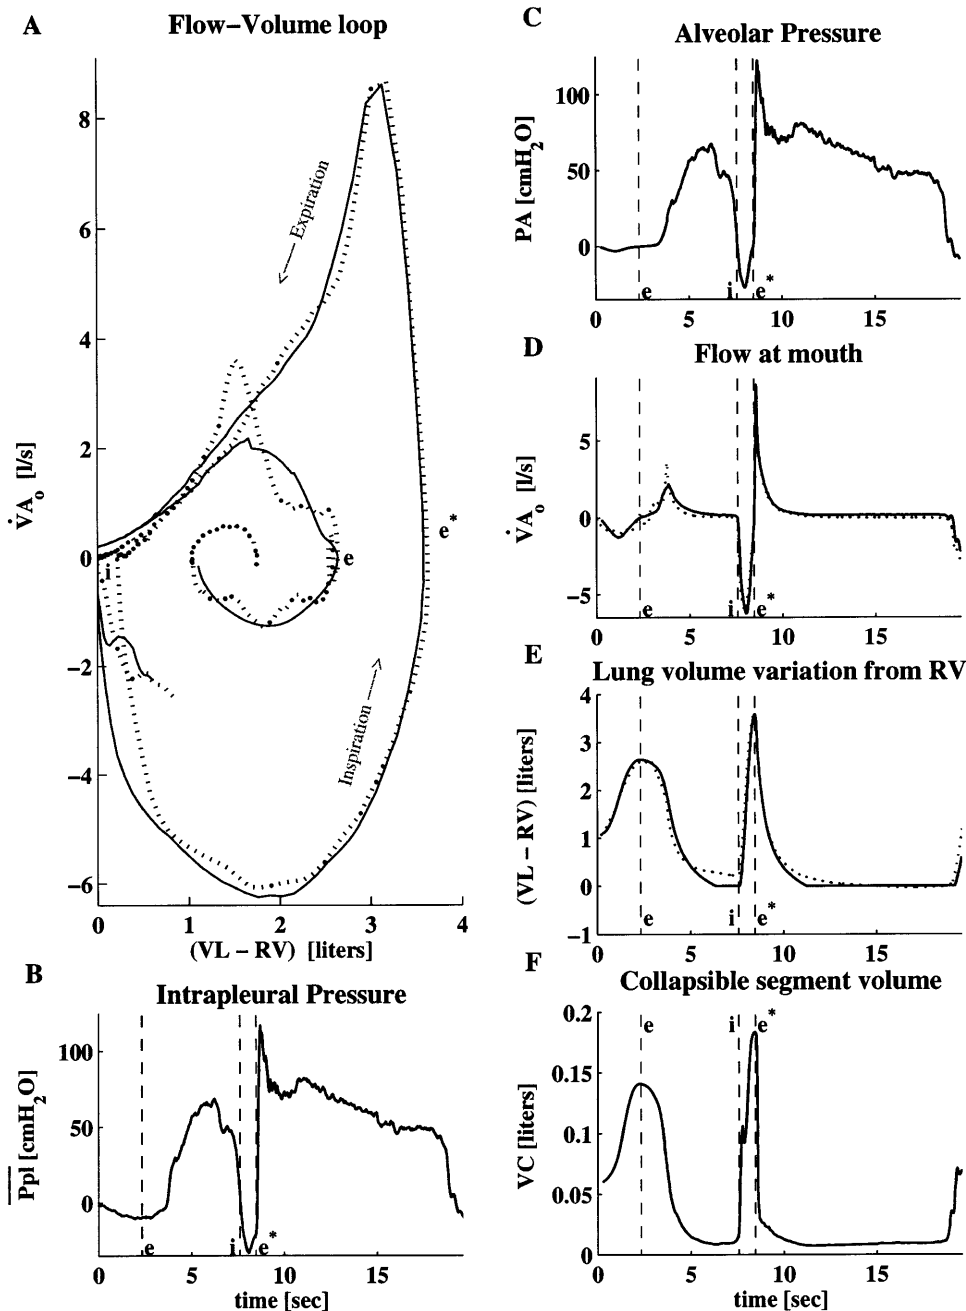 A
Flow–Volume loop
8
6
4
2
0
−2
−4
−6
V̇A₀ [l/s]
← Expiration
Inspiration →
e*
e
i
0 1 2 3 4
(VL − RV) [liters]
B
Intrapleural Pressure
100
50
0
Ppl [cmH₂O]
e i e*
0 5 10 15
time [sec]
C
Alveolar Pressure
100
50
0
PA [cmH₂O]
e i e*
0 5 10 15
D
Flow at mouth
5
0
−5
V̇A₀ [l/s]
e i e*
0 5 10 15
E
Lung volume variation from RV
4
3
2
1
0
−1
(VL − RV) [liters]
e i e*
0 5 10 15
F
Collapsible segment volume
0.2
0.15
0.1
0.05
0
VC [liters]
e i e*
0 5 10 15
time [sec]